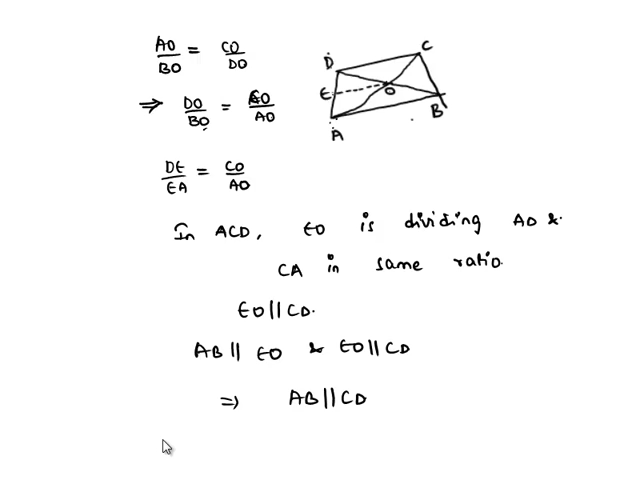 AO/BO = CO/DO
D C
⇒ DO/BO = CO/AO
E O
A B
DE/EA = CO/AO
In ACD, EO is dividing AD &
CA in same ratio.
EO || CD.
AB || EO & EO || CD
⇒ AB || CD